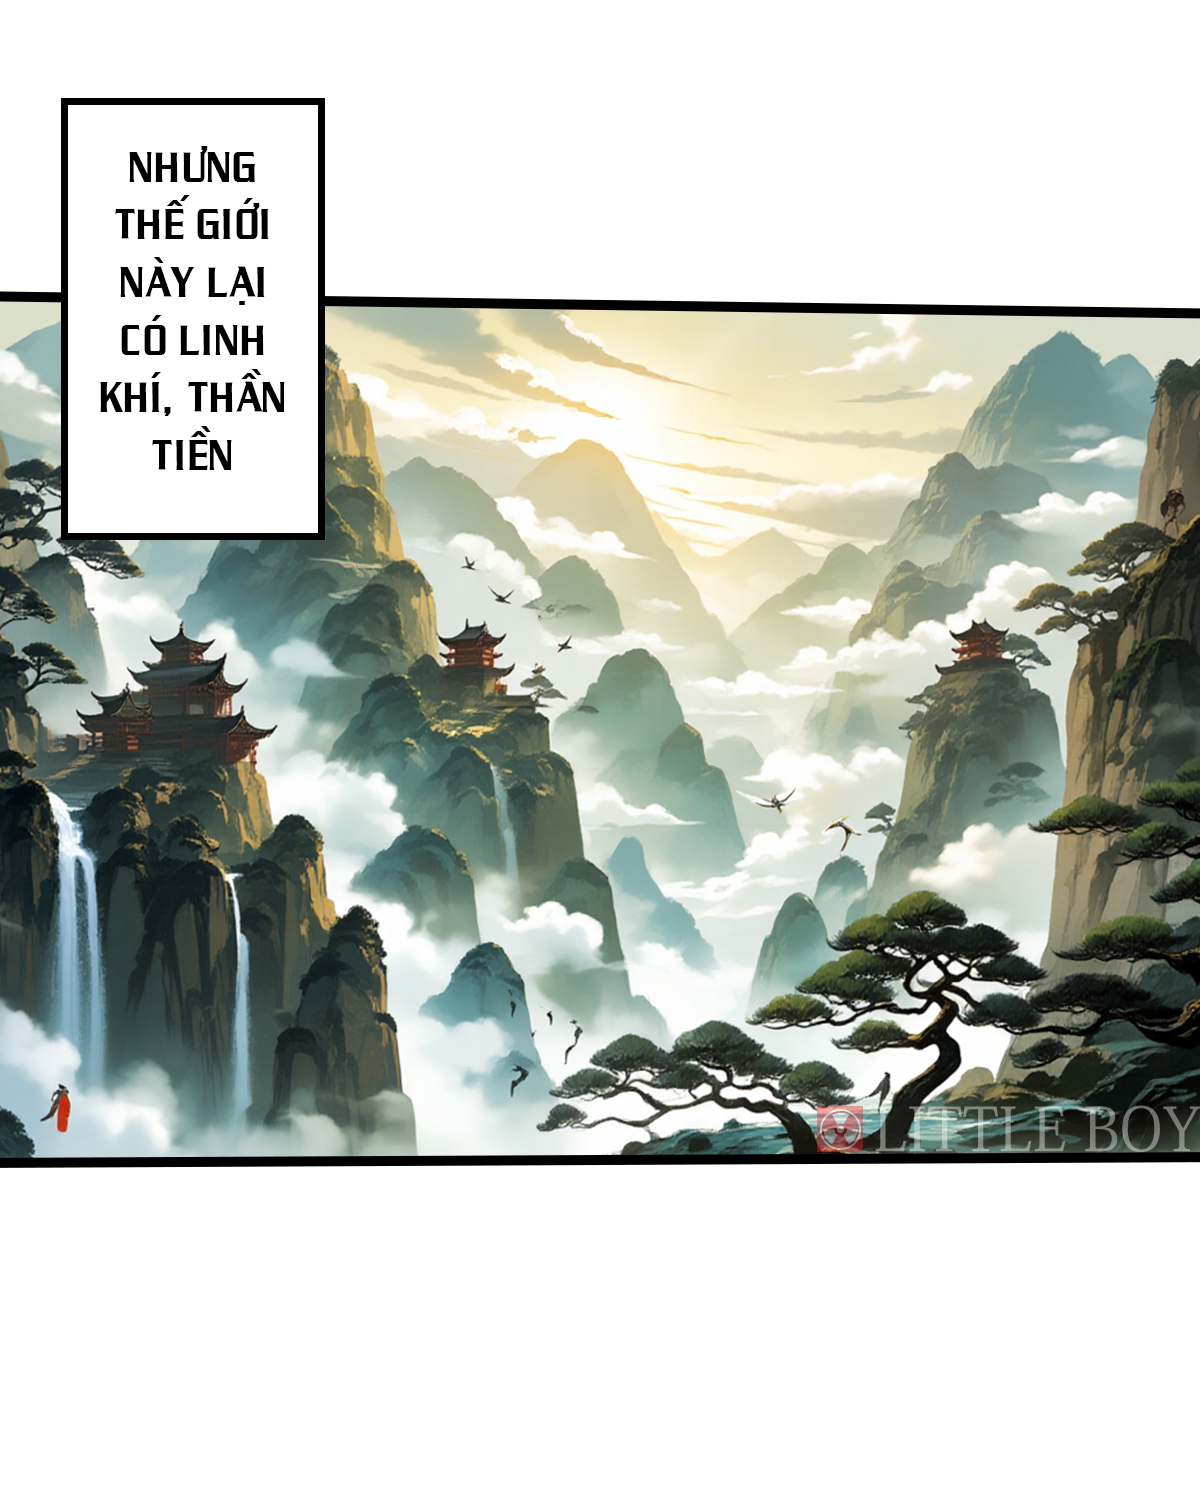 NHƯNG
THẾ GIỚI
NÀY LẠI
CÓ LINH
KHÍ, THẦN
TIỀN
LITTLE BOY